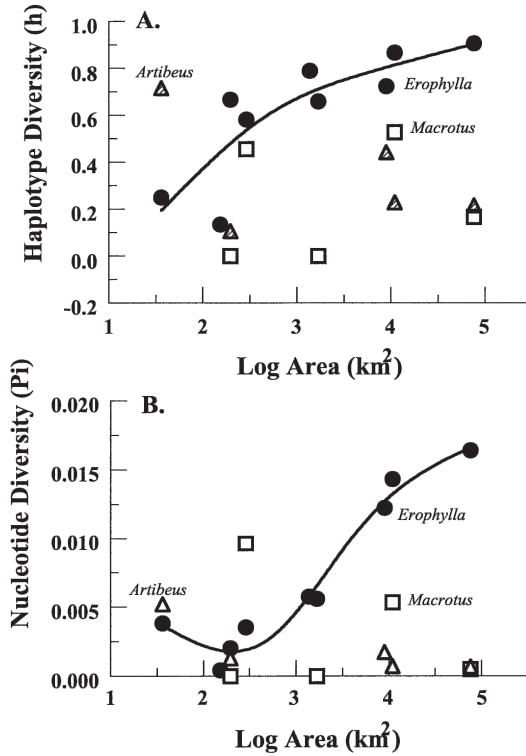 A.
Haplotype Diversity (h)
1.0
0.8
0.6
0.4
0.2
0.0
-0.2
Artibeus
Erophylla
Macrotus
1 2 3 4 5
Log Area (km2)
B.
Nucleotide Diversity (Pi)
0.020
0.015
0.010
0.005
0.000
Artibeus
Erophylla
Macrotus
1 2 3 4 5
Log Area (km2)